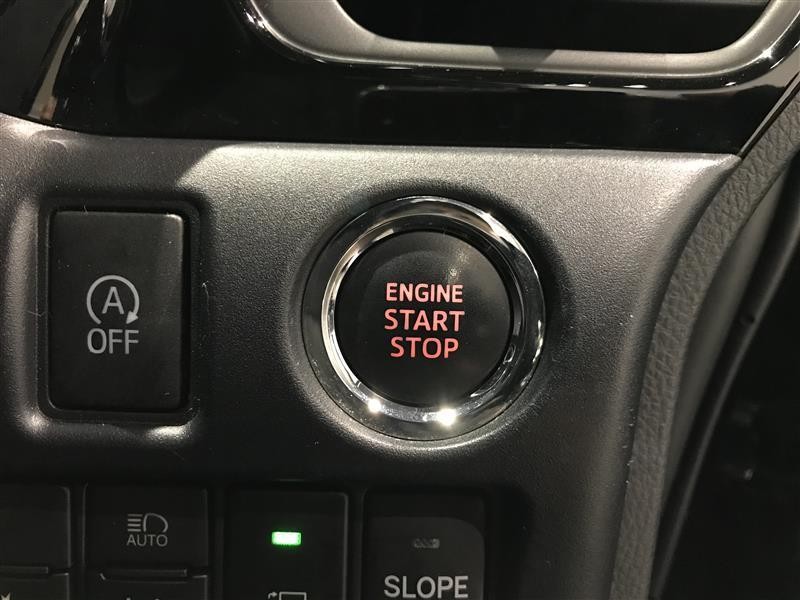 A
OFF
ENGINE
START
STOP
AUTO
SLOPE